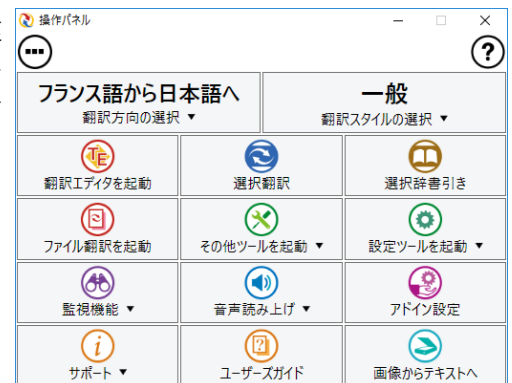 操作パネル
?
フランス語から日本語へ
翻訳方向の選択 ▼
一般
翻訳スタイルの選択 ▼
TE
翻訳エディタを起動
選択翻訳
選択辞書引き
ファイル翻訳を起動
その他ツールを起動 ▼
設定ツールを起動 ▼
監視機能 ▼
音声読み上げ ▼
アドイン設定
i
サポート ▼
?
ユーザーズガイド
画像からテキストへ